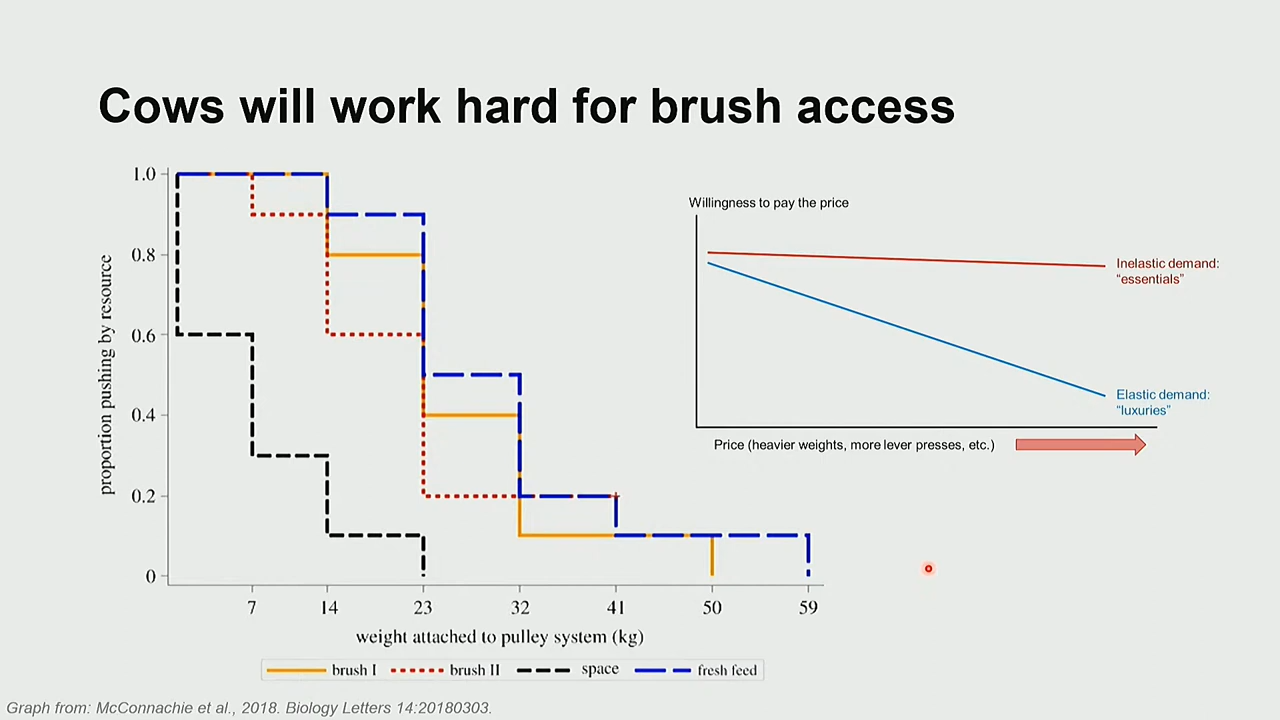 Cows will work hard for brush access
proportion pushing by resource
1.0
0.8
0.6
0.4
0.2
0
7 14 23 32 41 50 59
weight attached to pulley system (kg)
brush I brush II space fresh feed
Willingness to pay the price
Inelastic demand:
“essentials”
Elastic demand:
“luxuries”
Price (heavier weights, more lever presses, etc.)
Graph from: McConnachie et al., 2018. Biology Letters 14:20180303.